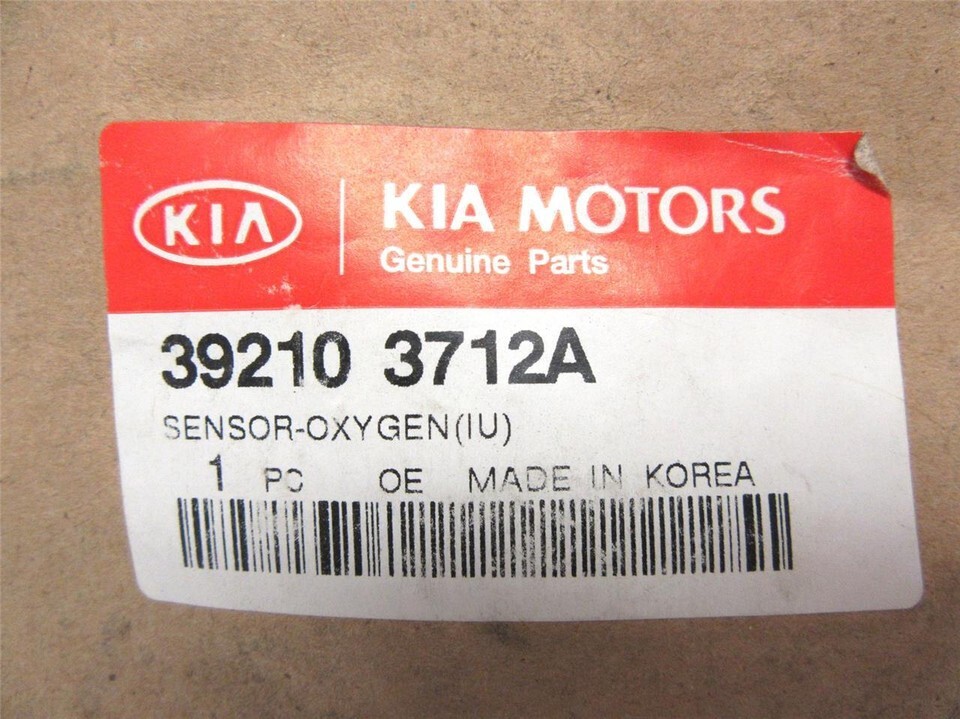 KIA
KIA MOTORS
Genuine Parts
39210 3712A
SENSOR-OXYGEN(IU)
1 PC OE MADE IN KOREA